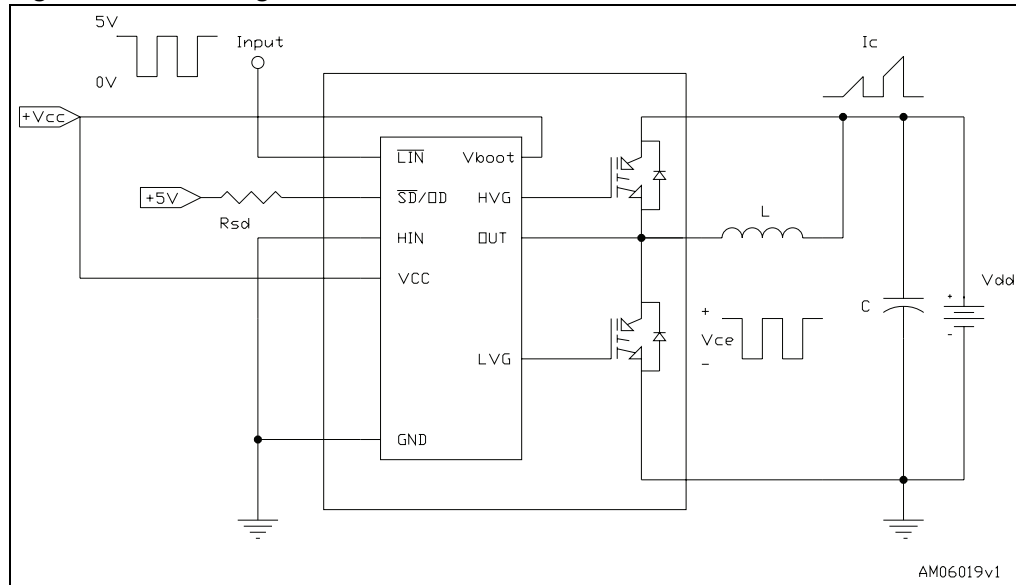 5V
0V
Input
Ic
+Vcc
LIN
Vboot
+5V
Rsd
SD/OD
HVG
HIN
OUT
L
VCC
C
+
Vdd
-
+
Vce
-
LVG
GND
AM06019v1